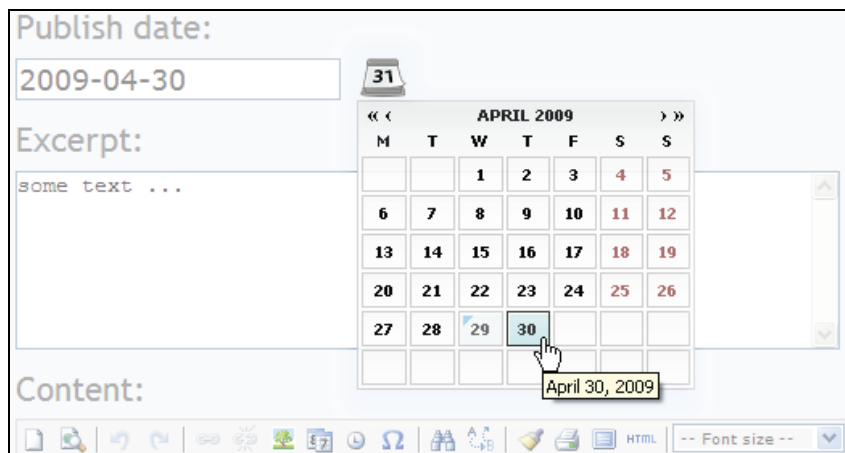 Publish date:
2009-04-30
31
« ‹ APRIL 2009 › »
M T W T F S S
1 2 3 4 5
6 7 8 9 10 11 12
13 14 15 16 17 18 19
20 21 22 23 24 25 26
27 28 29 30
April 30, 2009
Excerpt:
some text ...
Content:
HTML -- Font size --